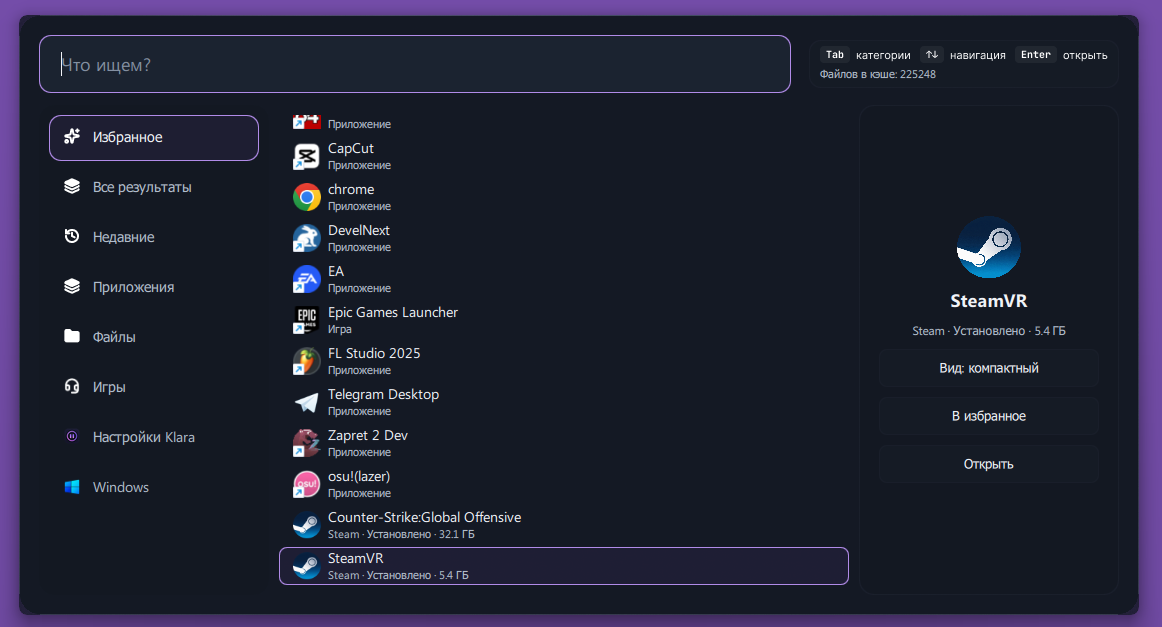 Что ищем?
Tab категории ↑↓ навигация Enter открыть
Файлов в кэше: 225248
Избранное
Все результаты
Недавние
Приложения
Файлы
Игры
Настройки Klara
Windows
Приложение
CapCut
Приложение
chrome
Приложение
DevelNext
Приложение
EA
Приложение
EPIC
Epic Games Launcher
Игра
FL Studio 2025
Приложение
Telegram Desktop
Приложение
Zapret 2 Dev
Приложение
osu!
osu!(lazer)
Приложение
Counter-Strike:Global Offensive
Steam · Установлено · 32.1 ГБ
SteamVR
Steam · Установлено · 5.4 ГБ
SteamVR
Steam · Установлено · 5.4 ГБ
Вид: компактный
В избранное
Открыть